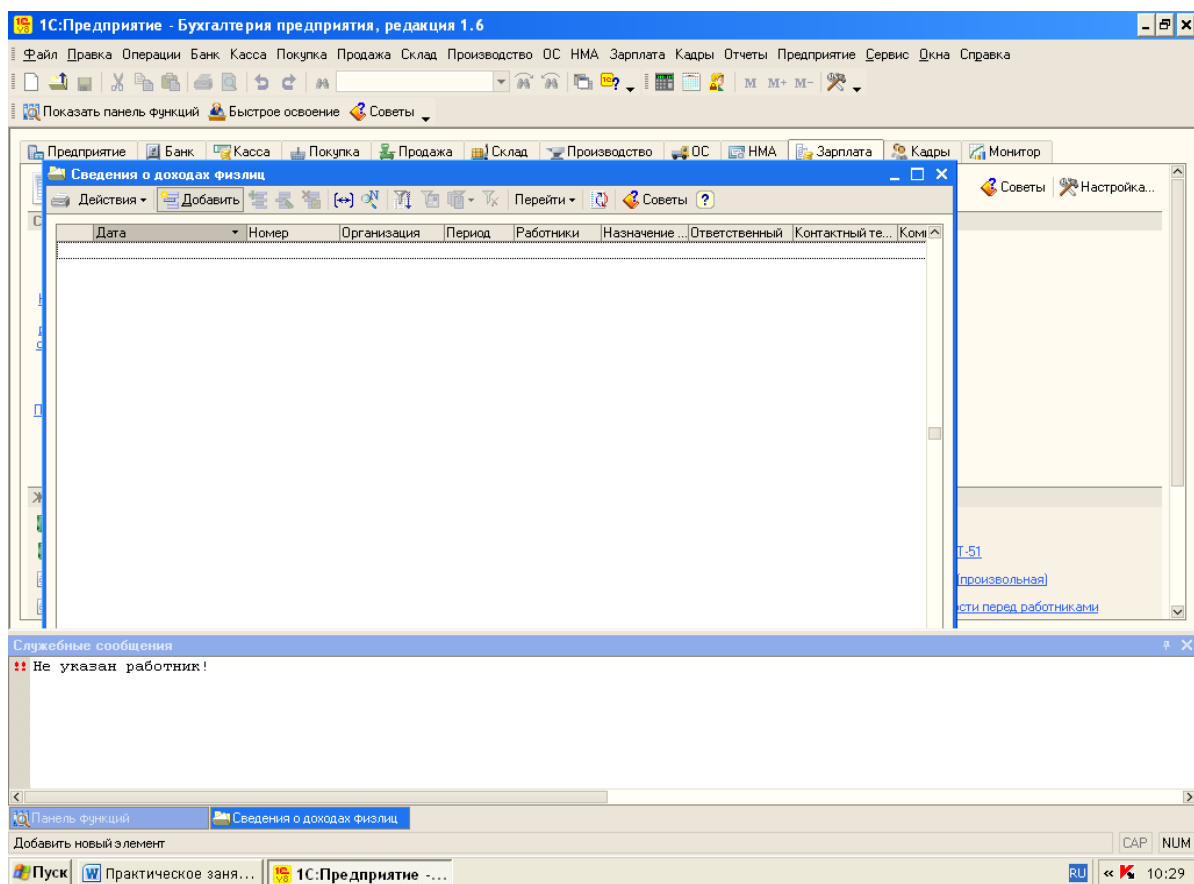 1С:Предприятие - Бухгалтерия предприятия, редакция 1.6
Файл Правка Операции Банк Касса Покупка Продажа Склад Производство ОС НМА Зарплата Кадры Отчеты Предприятие Сервис Окна Справка
M M+ M-
Показать панель функций Быстрое освоение Советы
Предприятие Банк Касса Покупка Продажа Склад Производство ОС НМА Зарплата Кадры Монитор
Сведения о доходах физлиц
Советы Настройка...
Действия Добавить Перейти Советы ?
Дата Номер Организация Период Работники Назначение ... Ответственный Контактный те...
Т-51
(произвольная)
сти перед работниками
Служебные сообщения
!! Не указан работник!
Панель функций Сведения о доходах физлиц
Добавить новый элемент CAP NUM
Пуск Практическое заня... 1С:Предприятие -... RU « 10:29